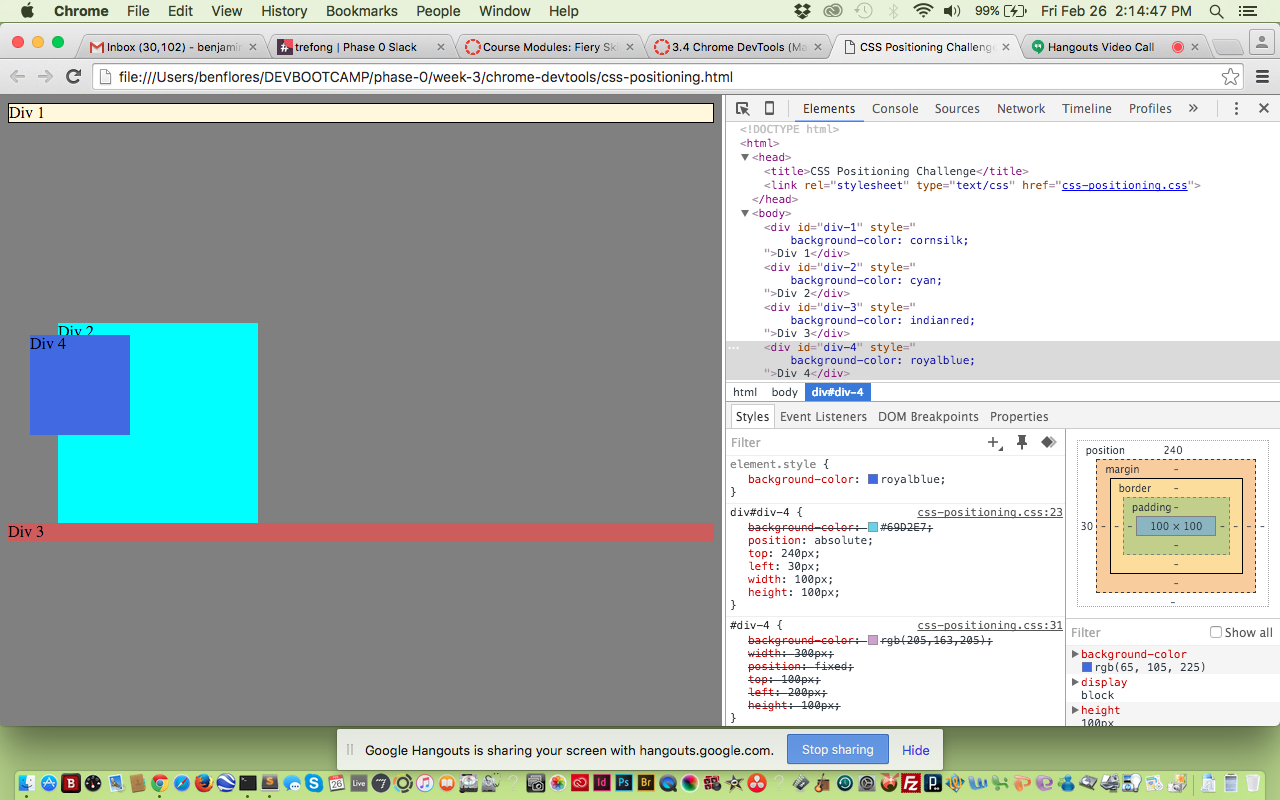 Chrome File Edit View History Bookmarks People Window Help 99% Fri Feb 26 2:14:47 PM
Inbox (30,102) - benjamin
trefong | Phase 0 Slack
Course Modules: Fiery Sk
3.4 Chrome DevTools (Ma
CSS Positioning Challenge
Hangouts Video Call
file:///Users/benflores/DEVBOOTCAMP/phase-0/week-3/chrome-devtools/css-positioning.html
Div 1
Div 2
Div 4
Div 3
Elements Console Sources Network Timeline Profiles »
<!DOCTYPE html>
<html>
<head>
<title>CSS Positioning Challenge</title>
<link rel="stylesheet" type="text/css" href="css-positioning.css">
</head>
<body>
<div id="div-1" style="
background-color: cornsilk;
">Div 1</div>
<div id="div-2" style="
background-color: cyan;
">Div 2</div>
<div id="div-3" style="
background-color: indianred;
">Div 3</div>
<div id="div-4" style="
background-color: royalblue;
">Div 4</div>
html body div#div-4
Styles Event Listeners DOM Breakpoints Properties
Filter
element.style {
background-color: royalblue;
}
div#div-4 { css-positioning.css:23
background-color: #69D2E7;
position: absolute;
top: 240px;
left: 30px;
width: 100px;
height: 100px;
}
#div-4 { css-positioning.css:31
background-color: rgb(205,163,205);
width: 300px;
position: fixed;
top: 100px;
left: 200px;
height: 100px;
}
position 240
margin -
border -
padding -
30 - - - 100 × 100 - - - -
-
-
-
-
Filter Show all
background-color
rgb(65, 105, 225)
display
block
height
100px
Google Hangouts is sharing your screen with hangouts.google.com. Stop sharing Hide